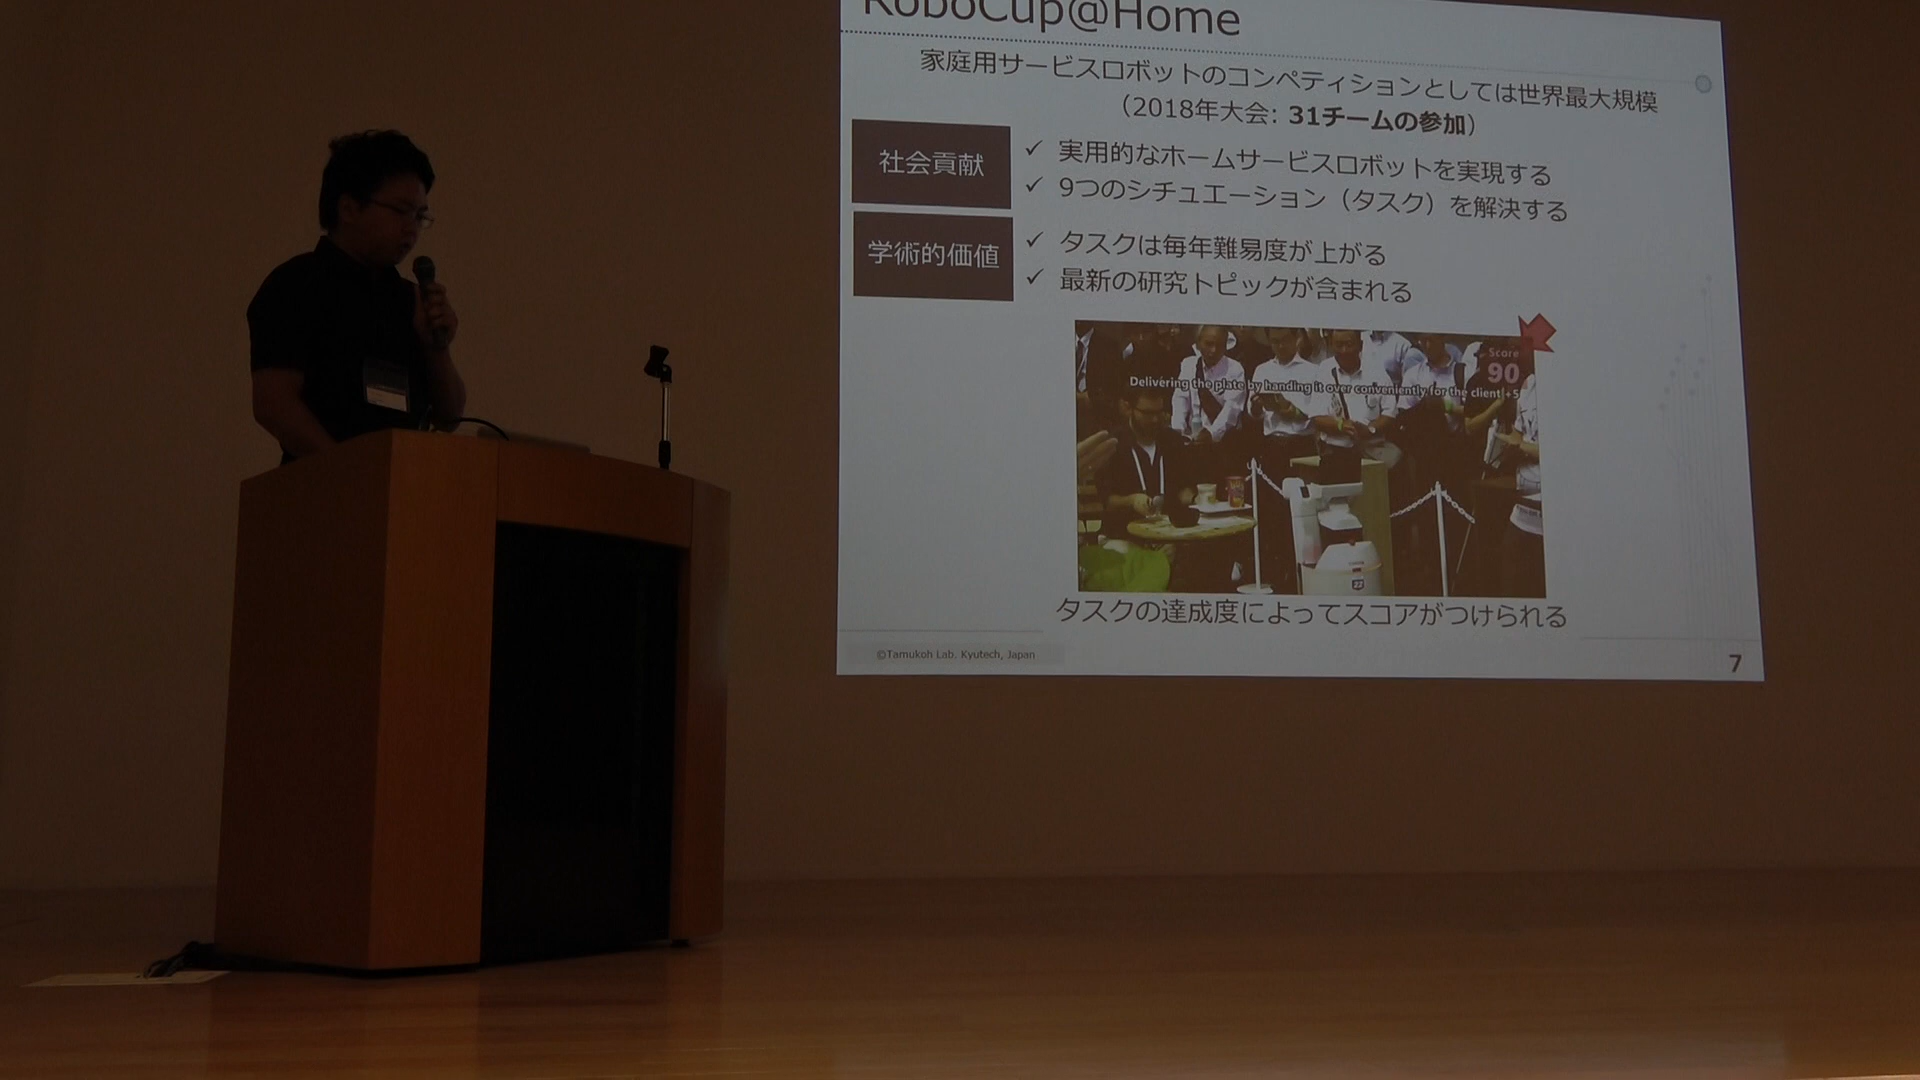 RoboCup@Home
家庭用サービスロボットのコンペティションとしては世界最大規模
（2018年大会: 31チームの参加）
社会貢献
✓ 実用的なホームサービスロボットを実現する
✓ 9つのシチュエーション（タスク）を解決する
学術的価値
✓ タスクは毎年難易度が上がる
✓ 最新の研究トピックが含まれる
Score
90
Delivering the plate by handing it over conveniently for the client +5
タスクの達成度によってスコアがつけられる
©Tamukoh Lab. Kyutech, Japan
7